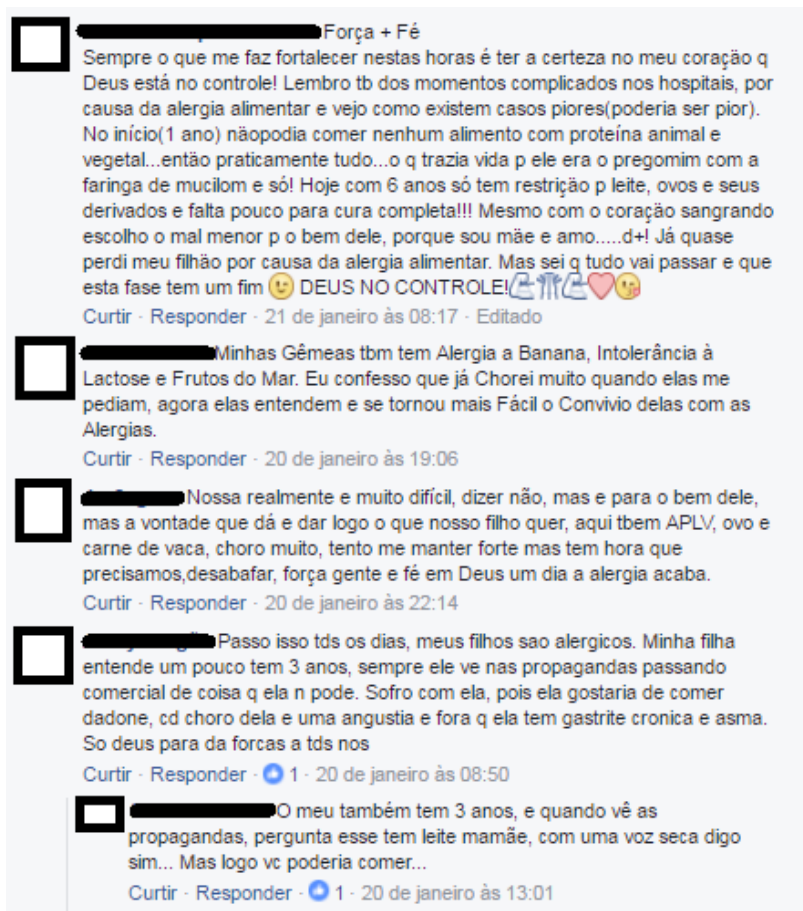 Força + Fé
Sempre o que me faz fortalecer nestas horas é ter a certeza no meu coração q
Deus está no controle! Lembro tb dos momentos complicados nos hospitais, por
causa da alergia alimentar e vejo como existem casos piores(poderia ser pior).
No início(1 ano) nãopodia comer nenhum alimento com proteína animal e
vegetal...então praticamente tudo...o q trazia vida p ele era o pregomim com a
faringa de mucilom e só! Hoje com 6 anos só tem restrição p leite, ovos e seus
derivados e falta pouco para cura completa!!! Mesmo com o coração sangrando
escolho o mal menor p o bem dele, porque sou mãe e amo.....d+! Já quase
perdi meu filhão por causa da alergia alimentar. Mas sei q tudo vai passar e que
esta fase tem um fim 😉 DEUS NO CONTROLE!
Curtir · Responder · 21 de janeiro às 08:17 · Editado
Minhas Gêmeas tbm tem Alergia a Banana, Intolerância à
Lactose e Frutos do Mar. Eu confesso que já Chorei muito quando elas me
pediam, agora elas entendem e se tornou mais Fácil o Convivio delas com as
Alergias.
Curtir · Responder · 20 de janeiro às 19:06
Nossa realmente e muito difícil, dizer não, mas e para o bem dele,
mas a vontade que dá e dar logo o que nosso filho quer, aqui tbem APLV, ovo e
carne de vaca, choro muito, tento me manter forte mas tem hora que
precisamos,desabafar, força gente e fé em Deus um dia a alergia acaba.
Curtir · Responder · 20 de janeiro às 22:14
Passo isso tds os dias, meus filhos sao alergicos. Minha filha
entende um pouco tem 3 anos, sempre ele ve nas propagandas passando
comercial de coisa q ela n pode. Sofro com ela, pois ela gostaria de comer
dadone, cd choro dela e uma angustia e fora q ela tem gastrite cronica e asma.
So deus para da forcas a tds nos
Curtir · Responder · 1 · 20 de janeiro às 08:50
O meu também tem 3 anos, e quando vê as
propagandas, pergunta esse tem leite mamãe, com uma voz seca digo
sim... Mas logo vc poderia comer...
Curtir · Responder · 1 · 20 de janeiro às 13:01